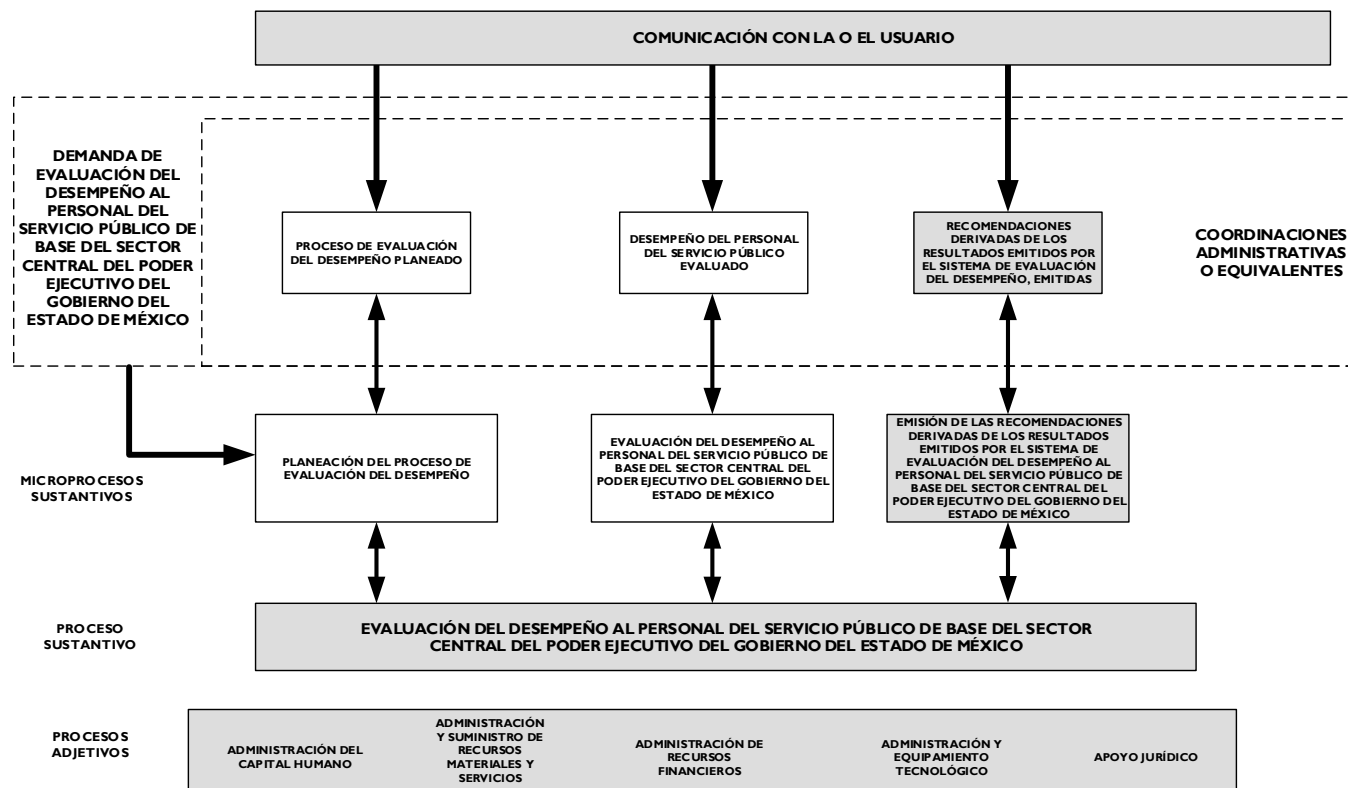 COMUNICACIÓN CON LA O EL USUARIO
DEMANDA DE
EVALUACIÓN DEL
DESEMPEÑO AL
PERSONAL DEL
SERVICIO PÚBLICO DE
BASE DEL SECTOR
CENTRAL DEL PODER
EJECUTIVO DEL
GOBIERNO DEL
ESTADO DE MÉXICO
PROCESO DE EVALUACIÓN
DEL DESEMPEÑO PLANEADO
DESEMPEÑO DEL PERSONAL
DEL SERVICIO PÚBLICO
EVALUADO
RECOMENDACIONES
DERIVADAS DE LOS
RESULTADOS EMITIDOS POR
EL SISTEMA DE EVALUACIÓN
DEL DESEMPEÑO, EMITIDAS
COORDINACIONES
ADMINISTRATIVAS
O EQUIVALENTES
MICROPROCESOS
SUSTANTIVOS
PLANEACIÓN DEL PROCESO DE
EVALUACIÓN DEL DESEMPEÑO
EVALUACIÓN DEL DESEMPEÑO AL
PERSONAL DEL SERVICIO PÚBLICO DE
BASE DEL SECTOR CENTRAL DEL
PODER EJECUTIVO DEL GOBIERNO DEL
ESTADO DE MÉXICO
EMISIÓN DE LAS RECOMENDACIONES
DERIVADAS DE LOS RESULTADOS
EMITIDOS POR EL SISTEMA DE
EVALUACIÓN DEL DESEMPEÑO AL
PERSONAL DEL SERVICIO PÚBLICO DE
BASE DEL SECTOR CENTRAL DEL
PODER EJECUTIVO DEL GOBIERNO DEL
ESTADO DE MÉXICO
PROCESO
SUSTANTIVO
EVALUACIÓN DEL DESEMPEÑO AL PERSONAL DEL SERVICIO PÚBLICO DE BASE DEL SECTOR
CENTRAL DEL PODER EJECUTIVO DEL GOBIERNO DEL ESTADO DE MÉXICO
PROCESOS
ADJETIVOS
ADMINISTRACIÓN DEL
CAPITAL HUMANO
ADMINISTRACIÓN
Y SUMINISTRO DE
RECURSOS
MATERIALES Y
SERVICIOS
ADMINISTRACIÓN DE
RECURSOS
FINANCIEROS
ADMINISTRACIÓN Y
EQUIPAMIENTO
TECNOLÓGICO
APOYO JURÍDICO